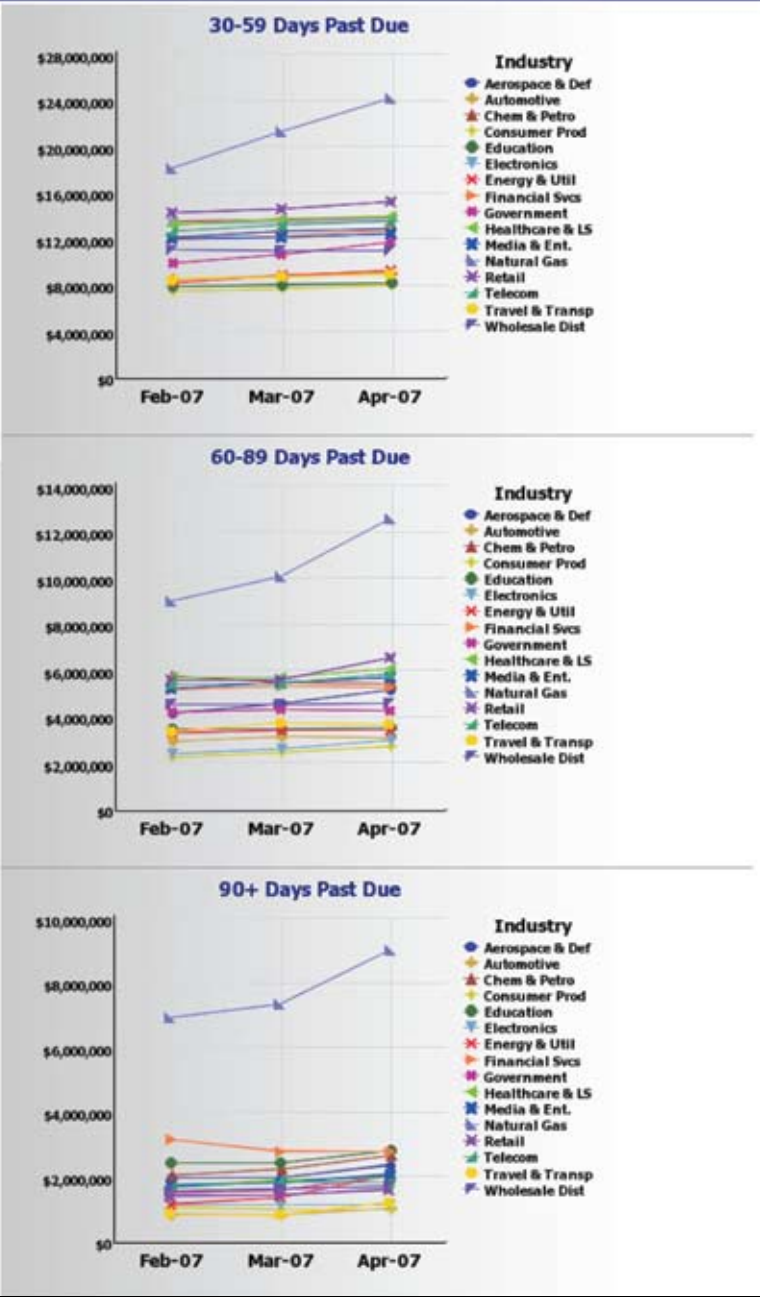 30-59 Days Past Due
$28,000,000
$24,000,000
$20,000,000
$16,000,000
$12,000,000
$8,000,000
$4,000,000
$0
Feb-07 Mar-07 Apr-07
Industry
Aerospace & Def
Automotive
Chem & Petro
Consumer Prod
Education
Electronics
Energy & Util
Financial Svcs
Government
Healthcare & LS
Media & Ent.
Natural Gas
Retail
Telecom
Travel & Transp
Wholesale Dist
60-89 Days Past Due
$14,000,000
$12,000,000
$10,000,000
$8,000,000
$6,000,000
$4,000,000
$2,000,000
$0
Feb-07 Mar-07 Apr-07
Industry
Aerospace & Def
Automotive
Chem & Petro
Consumer Prod
Education
Electronics
Energy & Util
Financial Svcs
Government
Healthcare & LS
Media & Ent.
Natural Gas
Retail
Telecom
Travel & Transp
Wholesale Dist
90+ Days Past Due
$10,000,000
$8,000,000
$6,000,000
$4,000,000
$2,000,000
$0
Feb-07 Mar-07 Apr-07
Industry
Aerospace & Def
Automotive
Chem & Petro
Consumer Prod
Education
Electronics
Energy & Util
Financial Svcs
Government
Healthcare & LS
Media & Ent.
Natural Gas
Retail
Telecom
Travel & Transp
Wholesale Dist